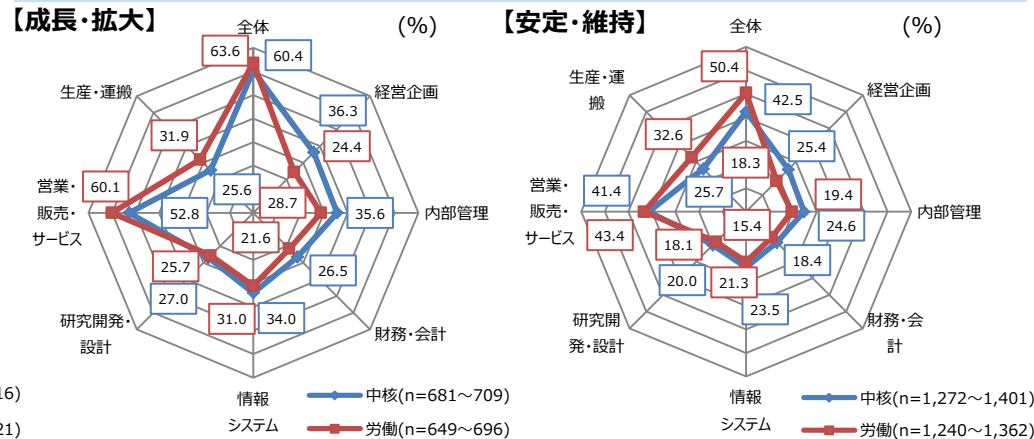 【成長･拡大】
(%)
全体
63.6
60.4
経営企画
36.3
24.4
内部管理
35.6
28.7
財務･会計
26.5
21.6
情報
システム
34.0
31.0
研究開発･
設計
27.0
25.7
営業･
販売･
サービス
60.1
52.8
生産･運搬
31.9
25.6
中核(n=681～709)
労働(n=649～696)
16)
21)
【安定･維持】
(%)
全体
50.4
42.5
経営企画
25.4
18.3
内部管理
19.4
24.6
財務･会
計
18.4
15.4
情報
システム
21.3
23.5
研究開
発･設計
18.1
20.0
営業･
販売･
サービス
41.4
43.4
生産･運
搬
32.6
25.7
中核(n=1,272～1,401)
労働(n=1,240～1,362)